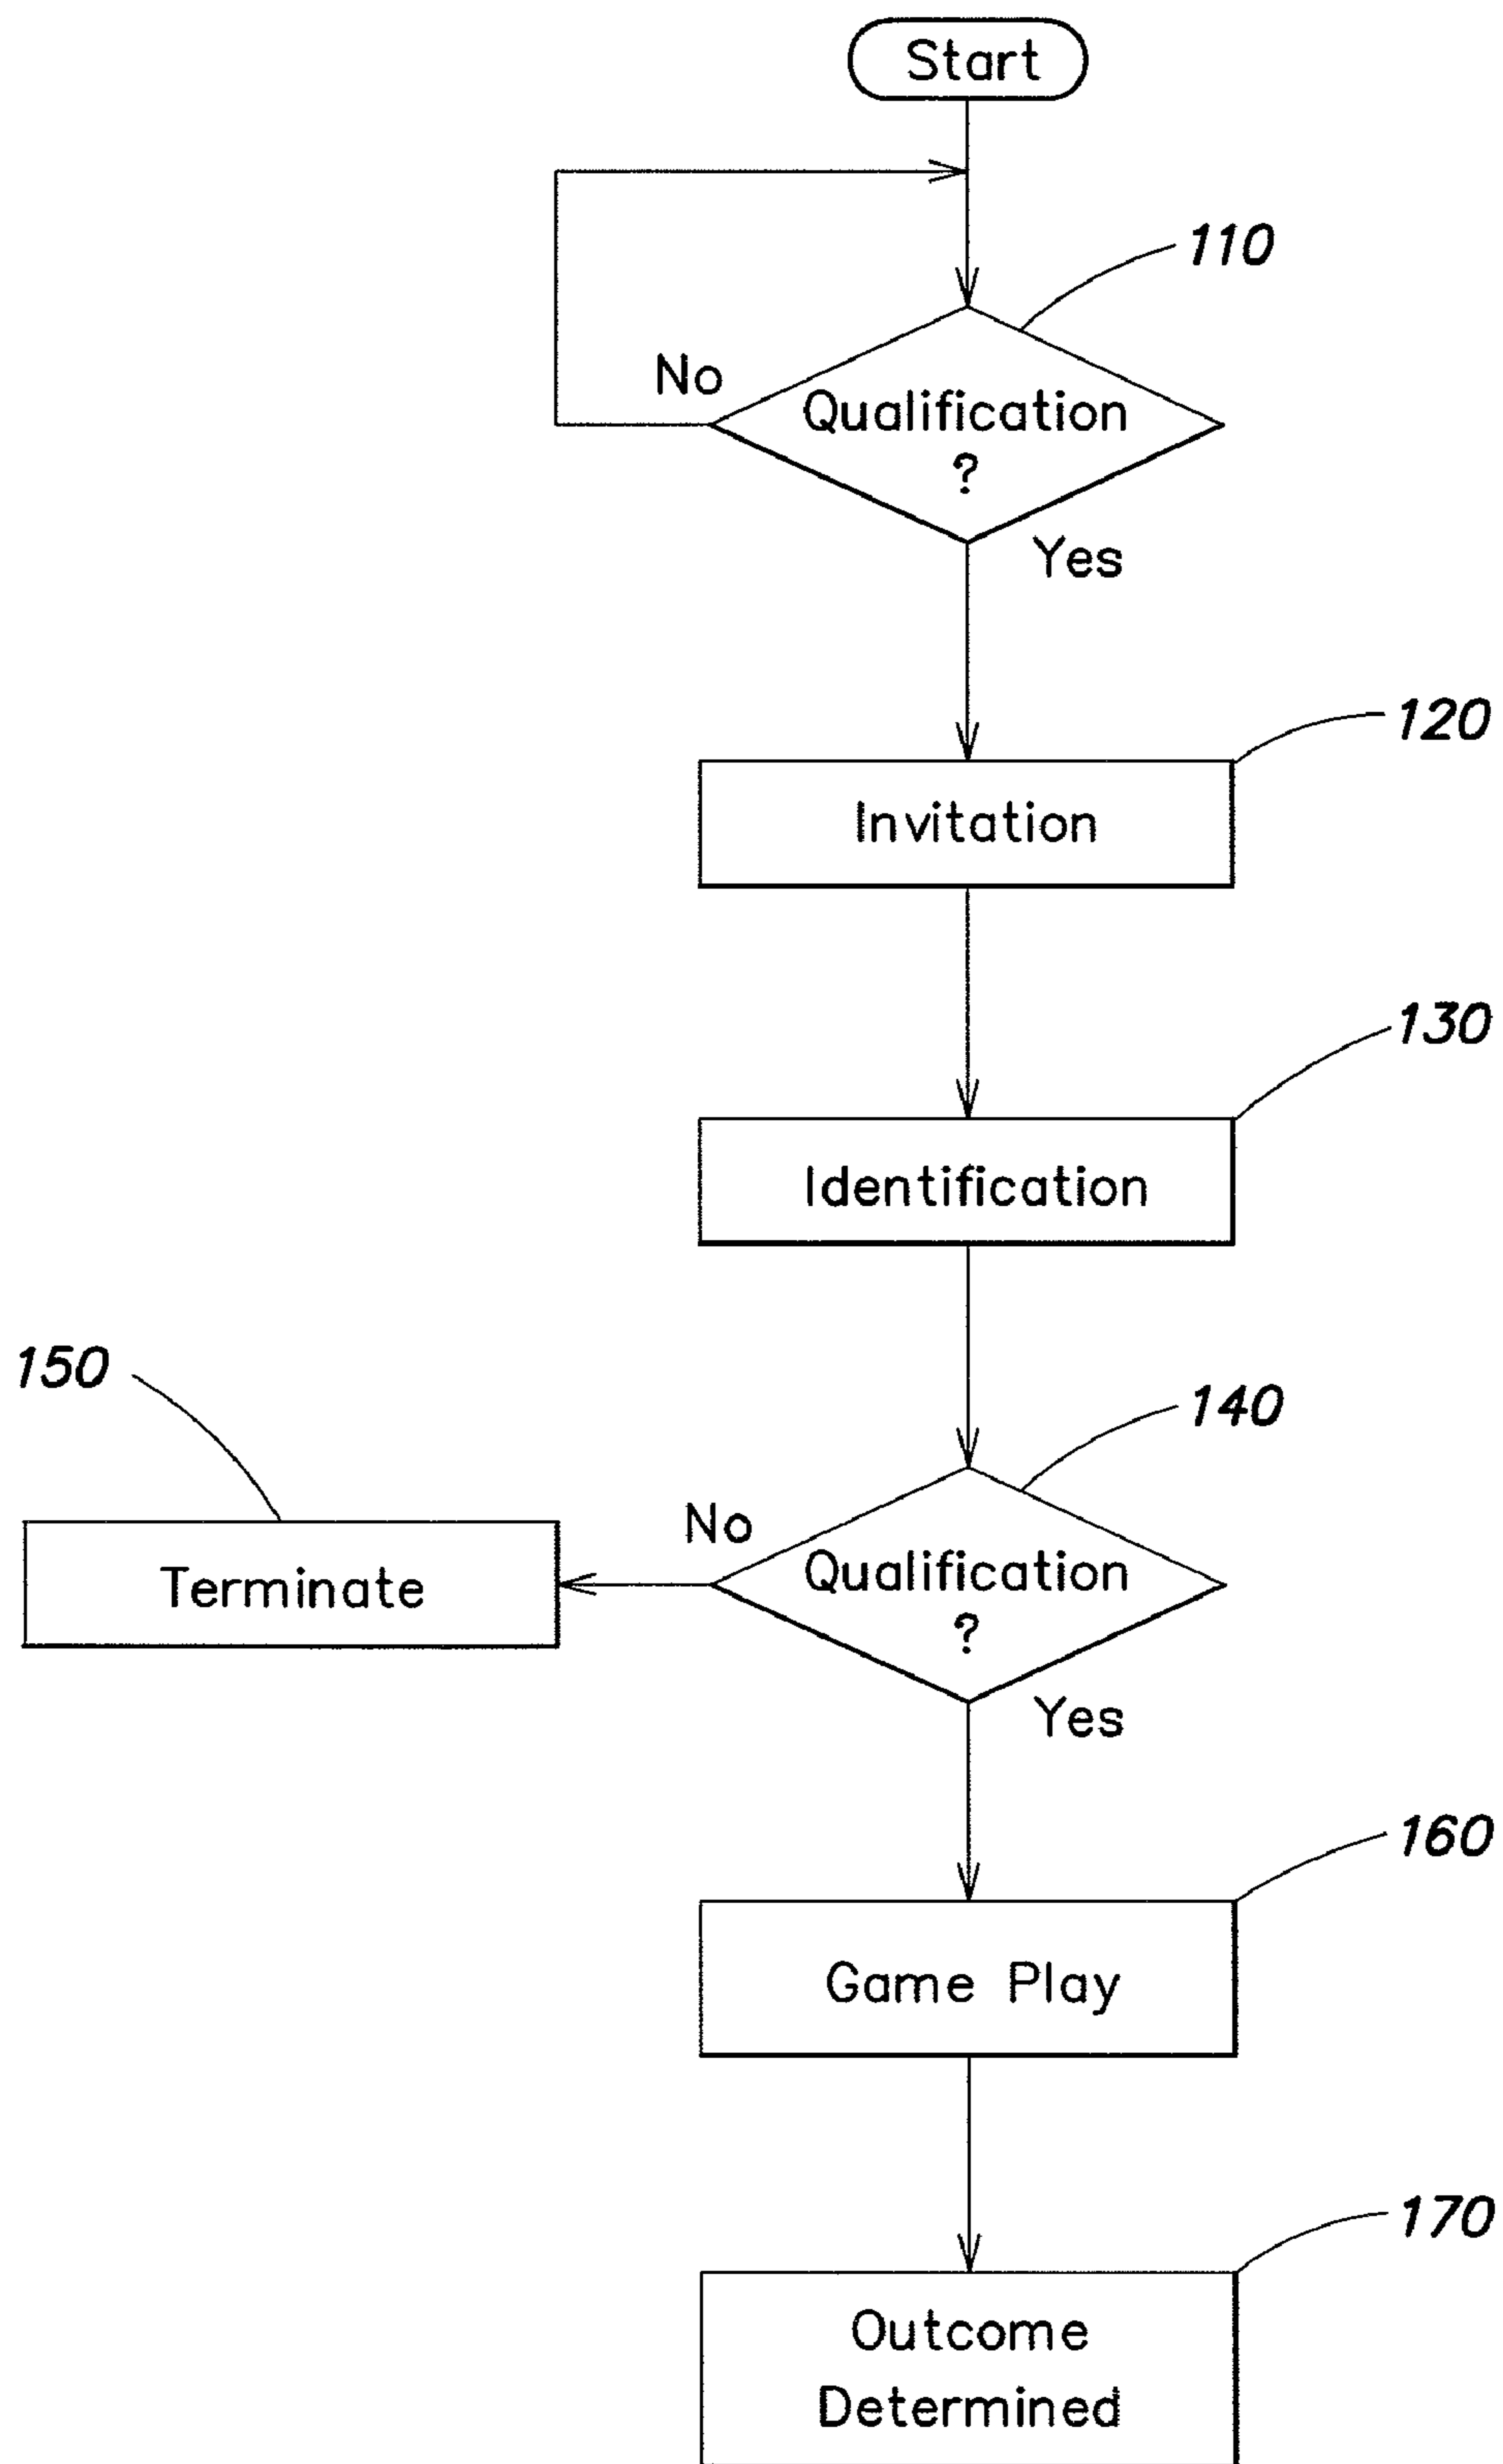 Start
110
No
Qualification
?
Yes
120
Invitation
130
Identification
150
140
No
Qualification
?
Terminate
Yes
160
Game Play
170
Outcome
Determined